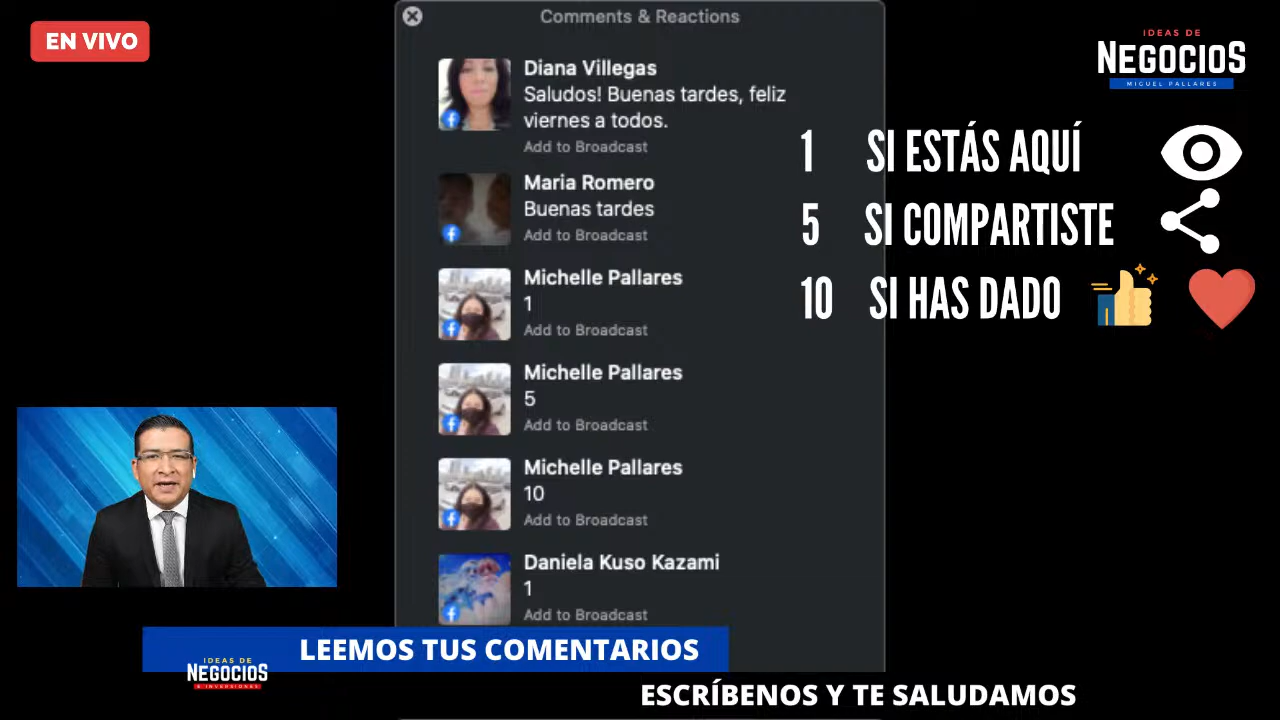 EN VIVO
Comments & Reactions
IDEAS DE
NEGOCIOS
MIGUEL PALLARES
Diana Villegas
Saludos! Buenas tardes, feliz
viernes a todos.
Add to Broadcast
Maria Romero
Buenas tardes
Add to Broadcast
Michelle Pallares
1
Add to Broadcast
Michelle Pallares
5
Add to Broadcast
Michelle Pallares
10
Add to Broadcast
Daniela Kuso Kazami
1
Add to Broadcast
1 SI ESTÁS AQUÍ
5 SI COMPARTISTE
10 SI HAS DADO
LEEMOS TUS COMENTARIOS
IDEAS DE
NEGOCIOS
& INVERSIONES
ESCRÍBENOS Y TE SALUDAMOS